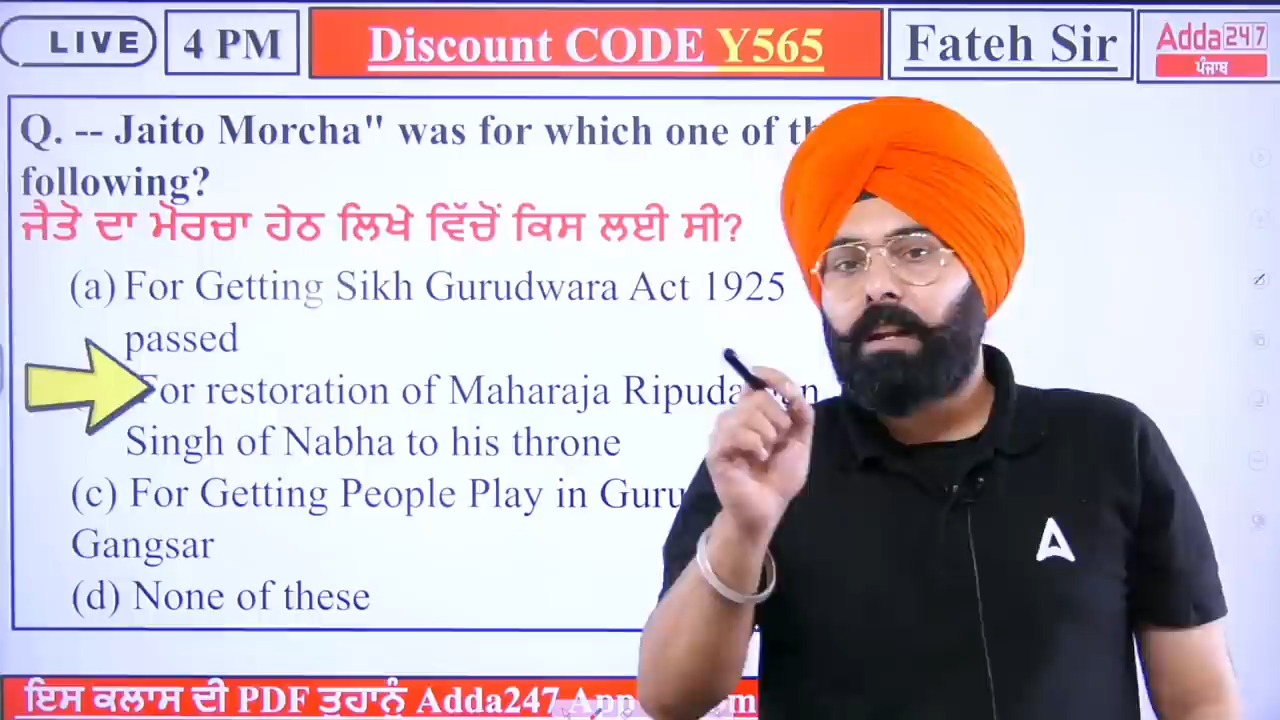 LIVE
4 PM
Discount CODE Y565
Fateh Sir
Adda247
ਪੰਜਾਬ
Q. -- Jaito Morcha" was for which one of
following?
ਜੈਤੋ ਦਾ ਮੋਰਚਾ ਹੇਠ ਲਿਖੇ ਵਿੱਚੋਂ ਕਿਸ ਲਈ ਸੀ?
(a) For Getting Sikh Gurudwara Act 1925
passed
For restoration of Maharaja
Singh of Nabha to his throne
(c) For Getting People Play in
Gangsar
(d) None of these
ਇਸ ਕਲਾਸ ਦੀ PDF ਤੁਹਾਨੂੰ Adda247 App